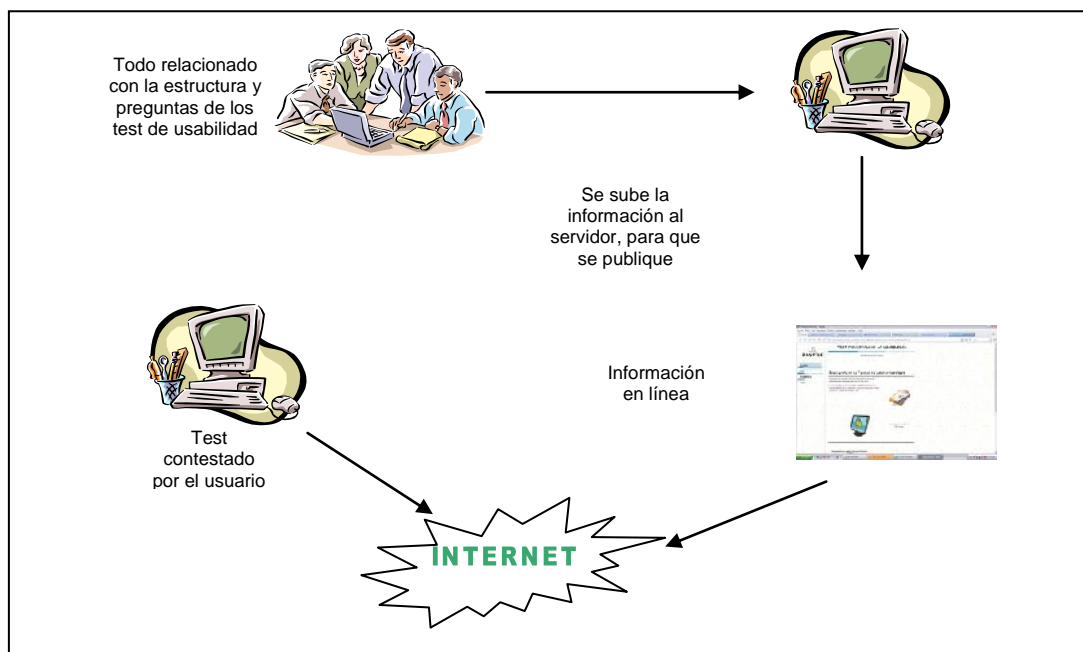 Todo relacionado
con la estructura y
preguntas de los
test de usabilidad
Se sube la
información al
servidor, para que
se publique
Información
en línea
Test
contestado
por el usuario
INTERNET